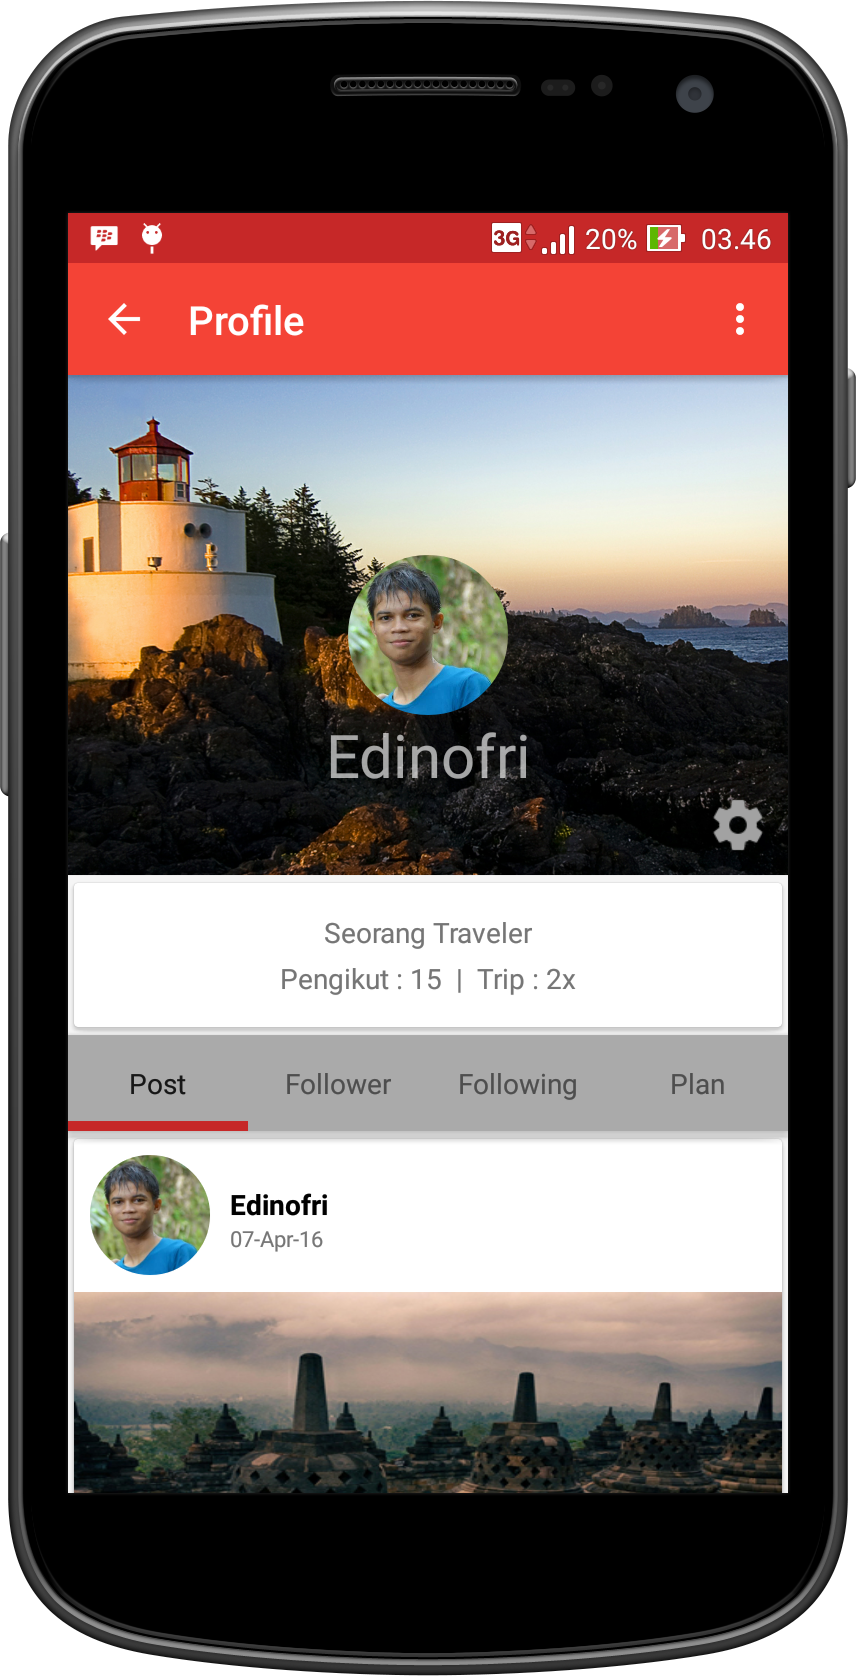 3G 20% 03.46
Profile
Edinofri
Seorang Traveler
Pengikut : 15 | Trip : 2x
Post Follower Following Plan
Edinofri
07-Apr-16